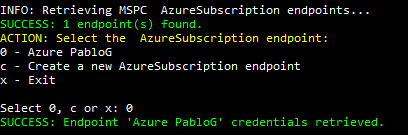 INFO: Retrieving MSPC  AzureSubscription endpoints...
SUCCESS: 1 endpoint(s) found.
ACTION: Select the  AzureSubscription endpoint:
0 - Azure PabloG
c - Create a new AzureSubscription endpoint
x - Exit
Select 0, c or x: 0
SUCCESS: Endpoint 'Azure PabloG' credentials retrieved.